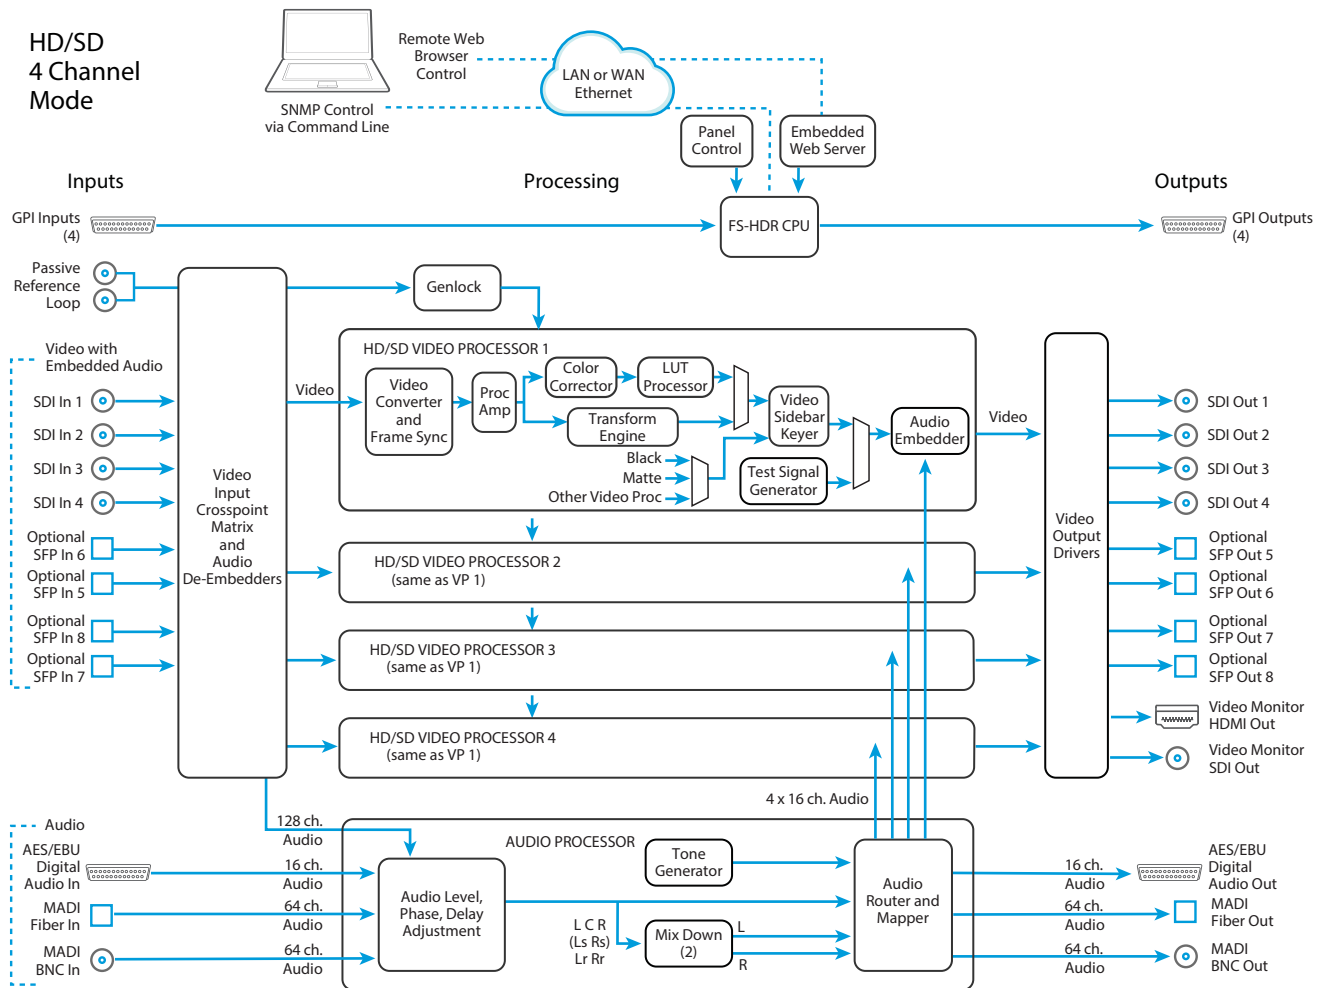 HD/SD
4 Channel
Mode
Remote Web
Browser
Control
SNMP Control
via Command Line
LAN or WAN
Ethernet
Panel
Control
Embedded
Web Server
Inputs
Processing
Outputs
GPI Inputs
(4)
FS-HDR CPU
GPI Outputs
(4)
Passive
Reference
Loop
Genlock
Video with
Embedded Audio
SDI In 1
SDI In 2
SDI In 3
SDI In 4
Optional
SFP In 6
Optional
SFP In 5
Optional
SFP In 8
Optional
SFP In 7
Video
Input
Crosspoint
Matrix
and
Audio
De-Embedders
Video
HD/SD VIDEO PROCESSOR 1
Video
Converter
and
Frame Sync
Proc
Amp
Color
Corrector
LUT
Processor
Transform
Engine
Black
Matte
Other Video Proc
Video
Sidebar
Keyer
Test Signal
Generator
Audio
Embedder
Video
HD/SD VIDEO PROCESSOR 2
(same as VP 1)
HD/SD VIDEO PROCESSOR 3
(same as VP 1)
HD/SD VIDEO PROCESSOR 4
(same as VP 1)
Video
Output
Drivers
SDI Out 1
SDI Out 2
SDI Out 3
SDI Out 4
Optional
SFP Out 5
Optional
SFP Out 6
Optional
SFP Out 7
Optional
SFP Out 8
Video Monitor
HDMI Out
Video Monitor
SDI Out
4 x 16 ch. Audio
Audio
AES/EBU
Digital
Audio In
MADI
Fiber In
MADI
BNC In
128 ch.
Audio
16 ch.
Audio
64 ch.
Audio
64 ch.
Audio
AUDIO PROCESSOR
Audio Level,
Phase, Delay
Adjustment
Tone
Generator
L C R
(Ls Rs)
Lr Rr
Mix Down
(2)
L
R
Audio
Router and
Mapper
16 ch.
Audio
64 ch.
Audio
64 ch.
Audio
AES/EBU
Digital
Audio Out
MADI
Fiber Out
MADI
BNC Out